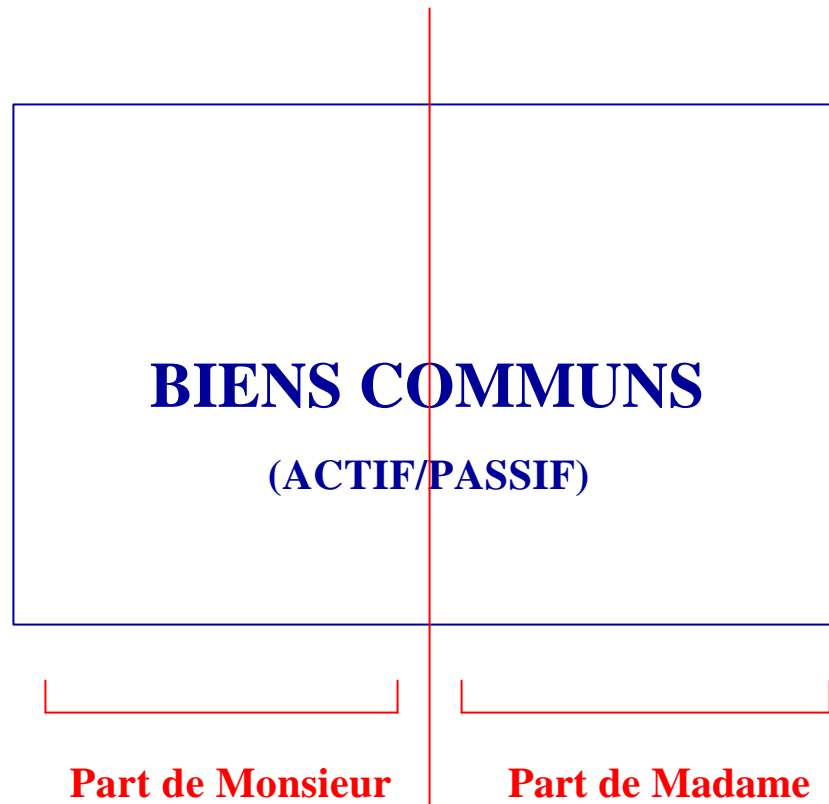 BIENS COMMUNS
(ACTIF/PASSIF)
Part de Monsieur
Part de Madame